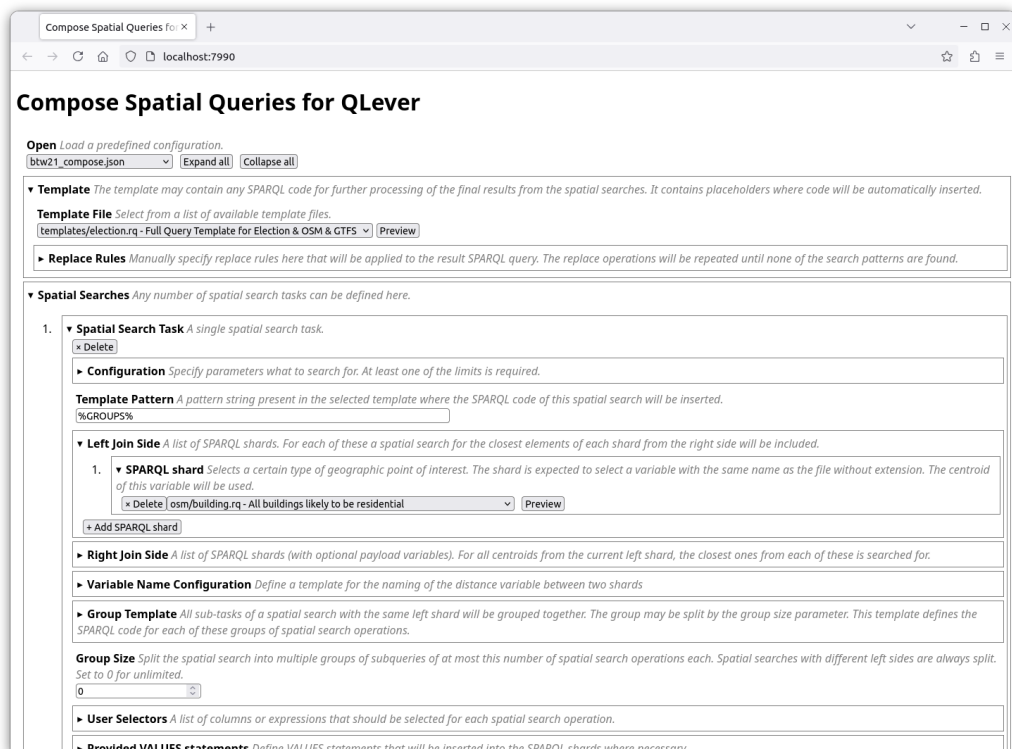 Compose Spatial Queries for ×
localhost:7990
Compose Spatial Queries for QLever
Open Load a predefined configuration.
btw21_compose.json Expand all Collapse all
▾ Template The template may contain any SPARQL code for further processing of the final results from the spatial searches. It contains placeholders where code will be automatically inserted.
Template File Select from a list of available template files.
templates/election.rq - Full Query Template for Election & OSM & GTFS Preview
▸ Replace Rules Manually specify replace rules here that will be applied to the result SPARQL query. The replace operations will be repeated until none of the search patterns are found.
▾ Spatial Searches Any number of spatial search tasks can be defined here.
1. ▾ Spatial Search Task A single spatial search task.
× Delete
▸ Configuration Specify parameters what to search for. At least one of the limits is required.
Template Pattern A pattern string present in the selected template where the SPARQL code of this spatial search will be inserted.
%GROUPS%
▾ Left Join Side A list of SPARQL shards. For each of these a spatial search for the closest elements of each shard from the right side will be included.
1. ▾ SPARQL shard Selects a certain type of geographic point of interest. The shard is expected to select a variable with the same name as the file without extension. The centroid
of this variable will be used.
× Delete osm/building.rq - All buildings likely to be residential Preview
+ Add SPARQL shard
▸ Right Join Side A list of SPARQL shards (with optional payload variables). For all centroids from the current left shard, the closest ones from each of these is searched for.
▸ Variable Name Configuration Define a template for the naming of the distance variable between two shards
▸ Group Template All sub-tasks of a spatial search with the same left shard will be grouped together. The group may be split by the group size parameter. This template defines the
SPARQL code for each of these groups of spatial search operations.
Group Size Split the spatial search into multiple groups of subqueries of at most this number of spatial search operations each. Spatial searches with different left sides are always split.
Set to 0 for unlimited.
0
▸ User Selectors A list of columns or expressions that should be selected for each spatial search operation.
▸ Provided VALUES statements Define VALUES statements that will be inserted into the SPARQL shards where necessary.